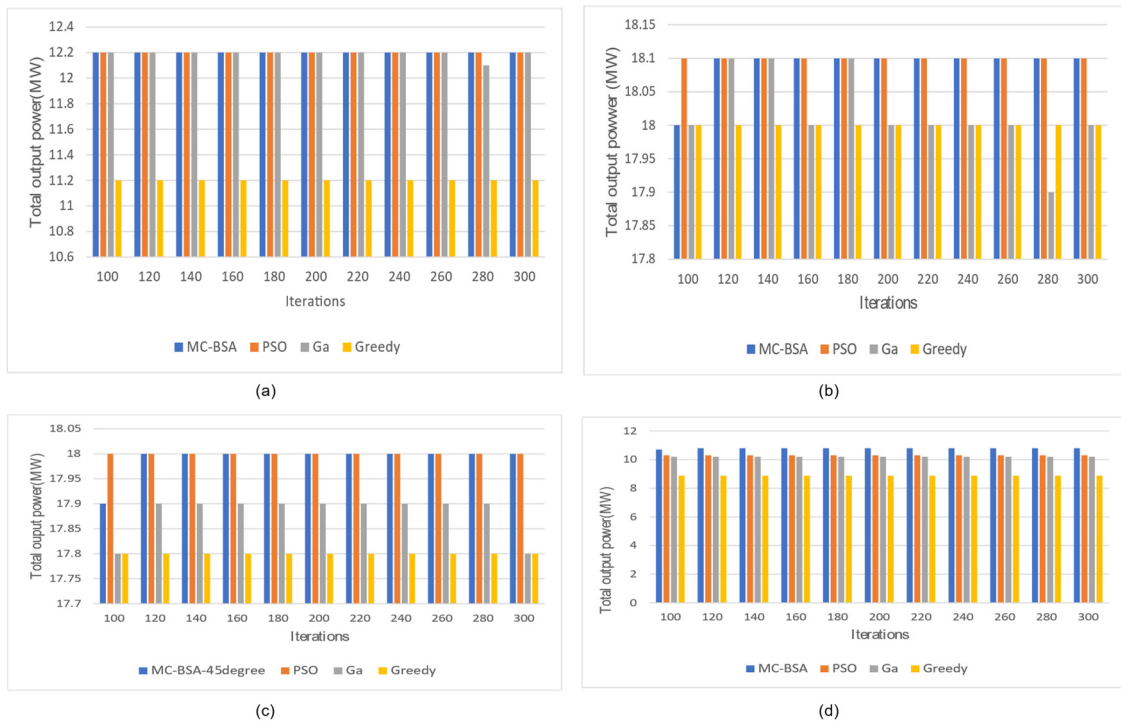 Total output power(MW)
12.4
12.2
12
11.8
11.6
11.4
11.2
11
10.8
10.6
100 120 140 160 180 200 220 240 260 280 300
Iterations
MC-BSA PSO Ga Greedy
(a)
Total output powwer (MW)
18.15
18.1
18.05
18
17.95
17.9
17.85
17.8
100 120 140 160 180 200 220 240 260 280 300
Iterations
MC-BSA PSO Ga Greedy
(b)
Total ouput power(MW)
18.05
18
17.95
17.9
17.85
17.8
17.75
17.7
100 120 140 160 180 200 220 240 260 280 300
Iterations
MC-BSA-45degree PSO Ga Greedy
(c)
Total output power(MW)
12
10
8
6
4
2
0
100 120 140 160 180 200 220 240 260 280 300
Iterations
MC-BSA PSO Ga Greedy
(d)